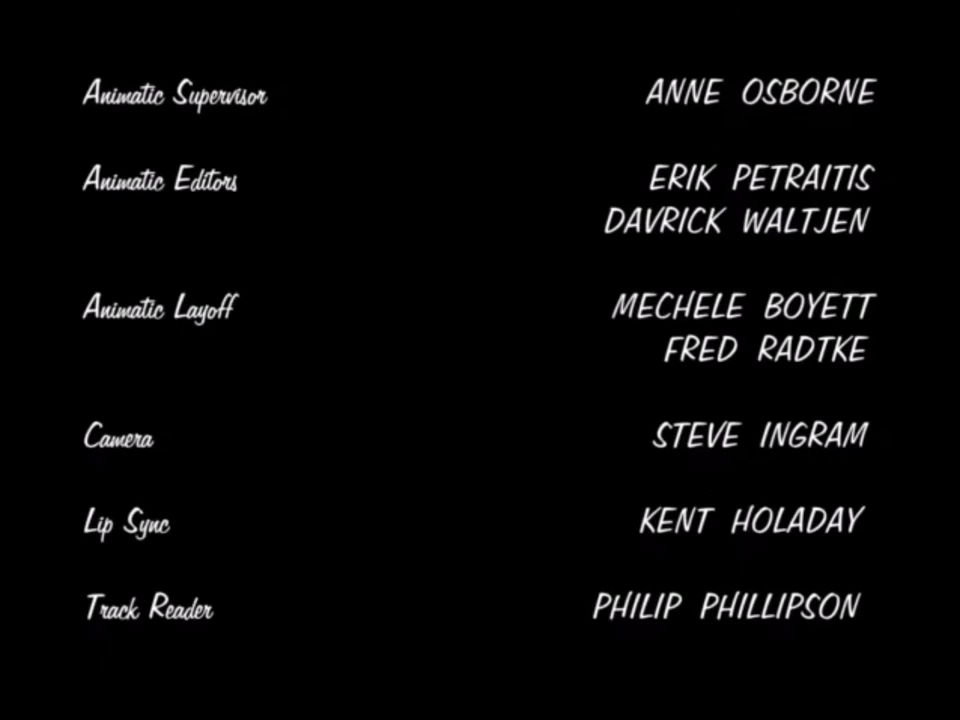 Animatic Supervisor ANNE OSBORNE
Animatic Editors ERIK PETRAITIS
DAVRICK WALTJEN
Animatic Layoff MECHELE BOYETT
FRED RADTKE
Camera STEVE INGRAM
Lip Sync KENT HOLADAY
Track Reader PHILIP PHILLIPSON